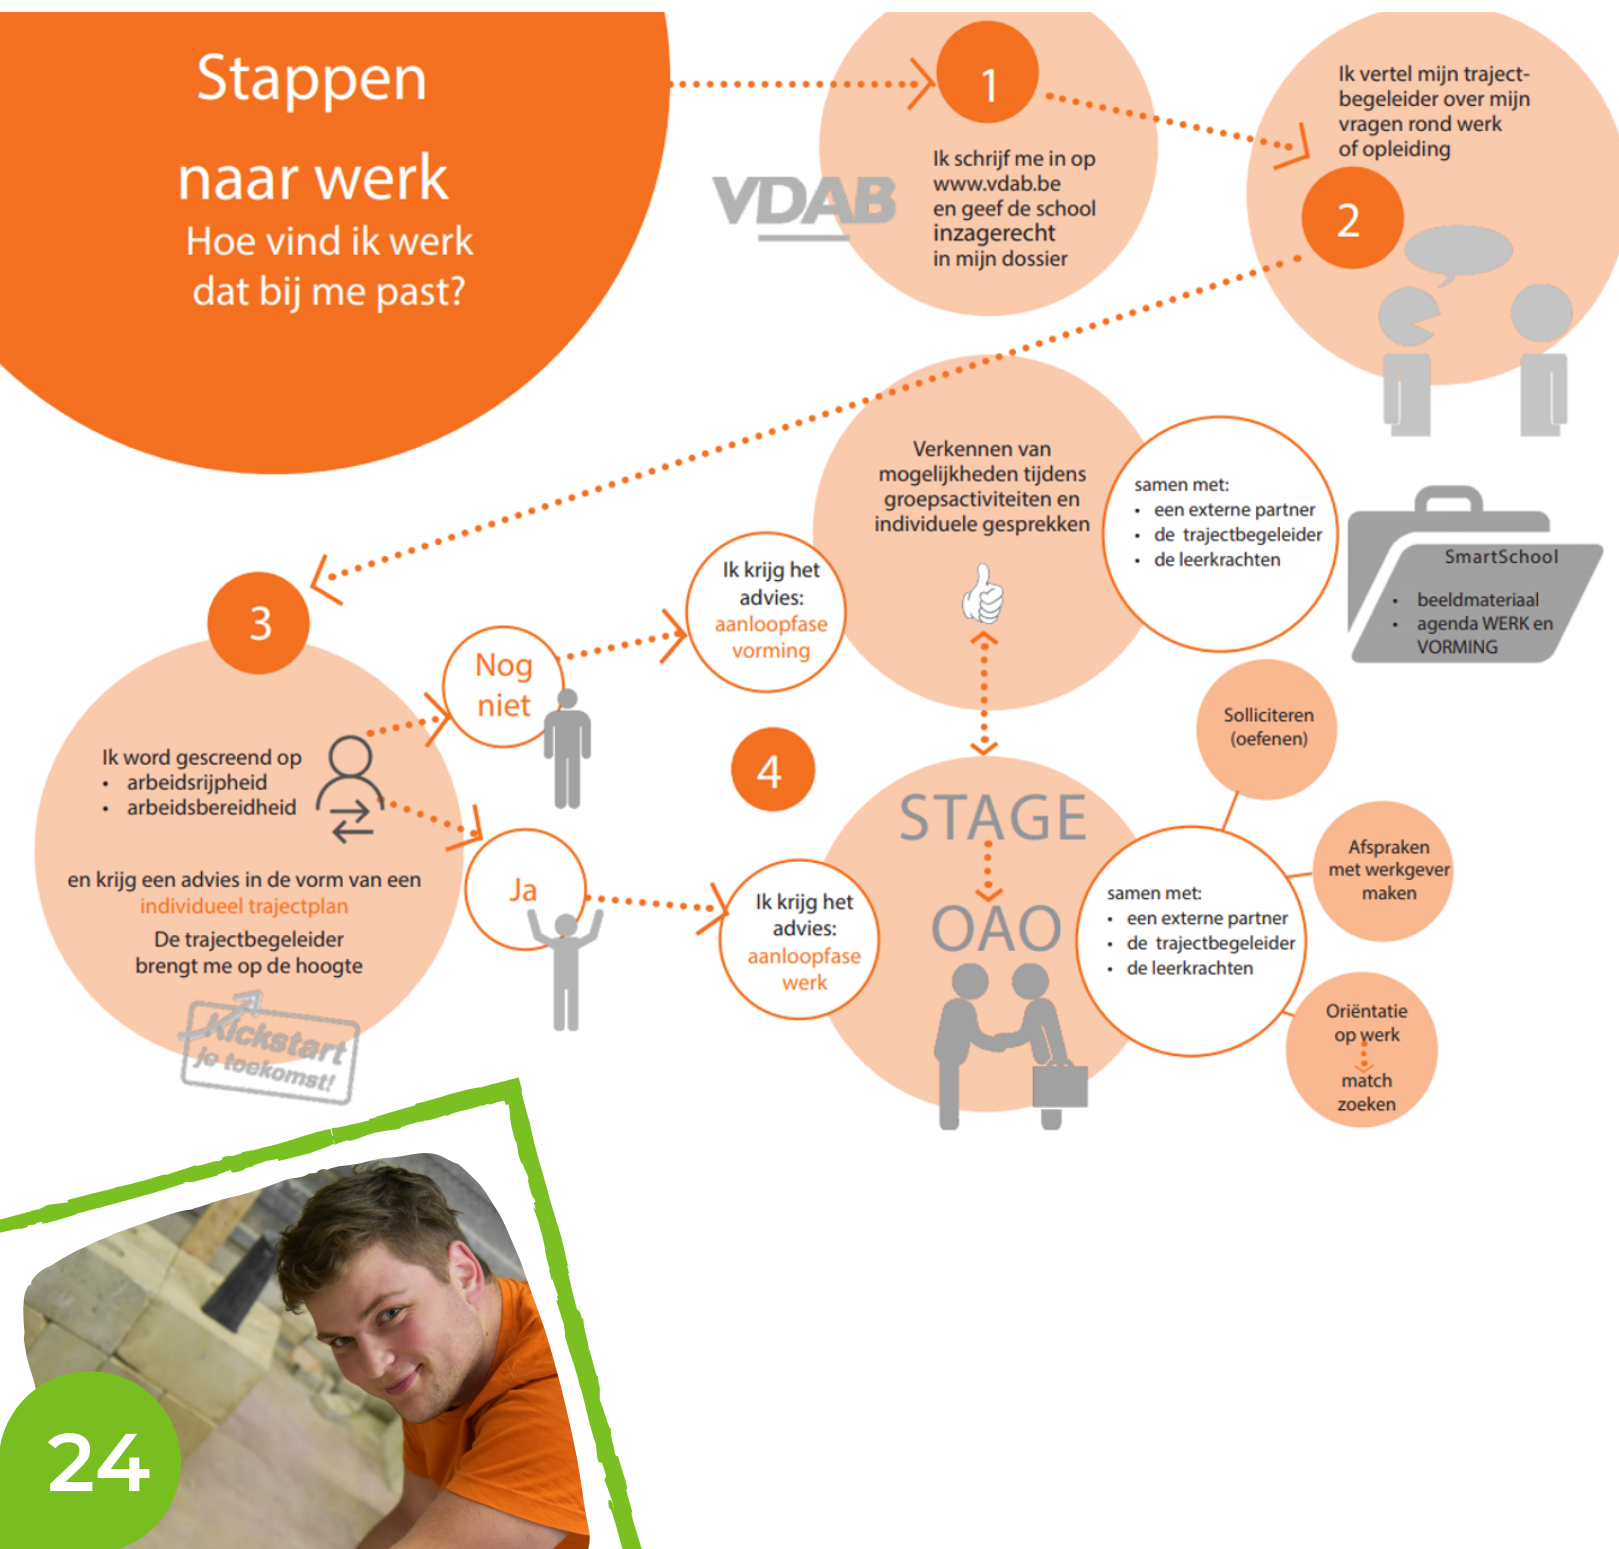 Stappen
naar werk
Hoe vind ik werk
dat bij me past?
1
Ik schrijf me in op
www.vdab.be
en geef de school
inzagerecht
in mijn dossier
VDAB
Ik vertel mijn traject-
begeleider over mijn
vragen rond werk
of opleiding
2
3
Ik word gescreend op
• arbeidsrijpheid
• arbeidsbereidheid
en krijg een advies in de vorm van een
individueel trajectplan
De trajectbegeleider
brengt me op de hoogte
Kickstart
je toekomst!
Nog
niet
Ja
Ik krijg het
advies:
aanloopfase
vorming
Verkennen van
mogelijkheden tijdens
groepsactiviteiten en
individuele gesprekken
samen met:
• een externe partner
• de trajectbegeleider
• de leerkrachten
SmartSchool
• beeldmateriaal
• agenda WERK en
VORMING
4
Ik krijg het
advies:
aanloopfase
werk
STAGE
OAO
samen met:
• een externe partner
• de trajectbegeleider
• de leerkrachten
Solliciteren
(oefenen)
Afspraken
met werkgever
maken
Oriëntatie
op werk
match
zoeken
24